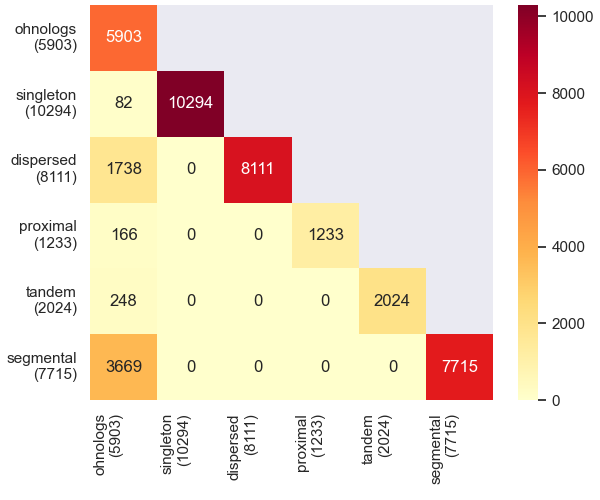 ohnologs
(5903)
5903
singleton
(10294)
82 10294
dispersed
(8111)
1738 0 8111
proximal
(1233)
166 0 0 1233
tandem
(2024)
248 0 0 0 2024
segmental
(7715)
3669 0 0 0 0 7715
ohnologs
(5903)
singleton
(10294)
dispersed
(8111)
proximal
(1233)
tandem
(2024)
segmental
(7715)
10000
8000
6000
4000
2000
0